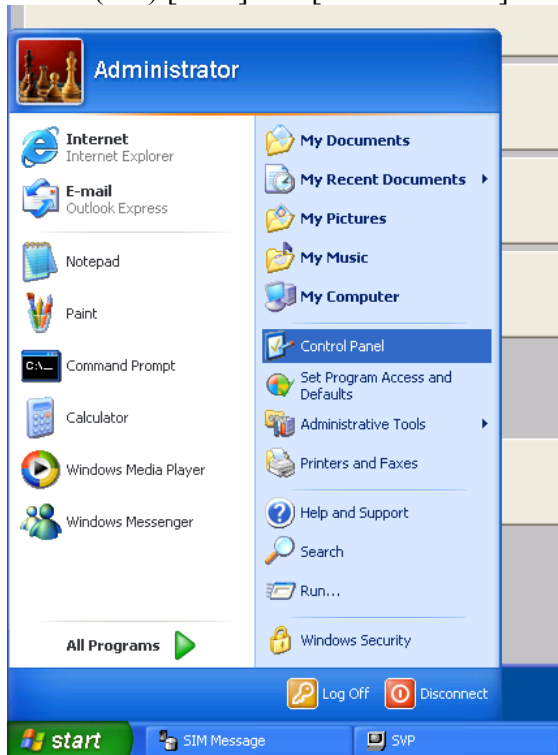 Administrator
Internet
Internet Explorer
E-mail
Outlook Express
Notepad
Paint
C:\_
Command Prompt
Calculator
Windows Media Player
Windows Messenger
All Programs
My Documents
My Recent Documents
My Pictures
My Music
My Computer
Control Panel
Set Program Access and
Defaults
Administrative Tools
Printers and Faxes
Help and Support
Search
Run...
Windows Security
Log Off
Disconnect
start
SIM Message
SVP